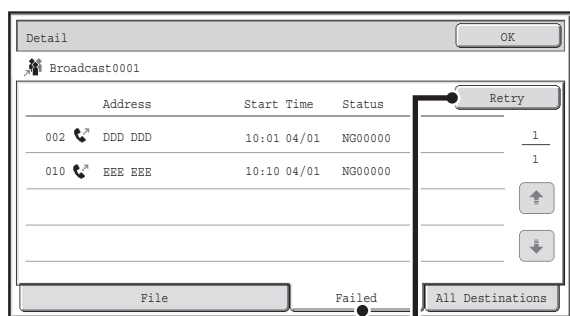 Detail OK
Broadcast0001
Address Start Time Status Retry
002 DDD DDD 10:01 04/01 NG00000 1
1
010 EEE EEE 10:10 04/01 NG00000
File Failed All Destinations